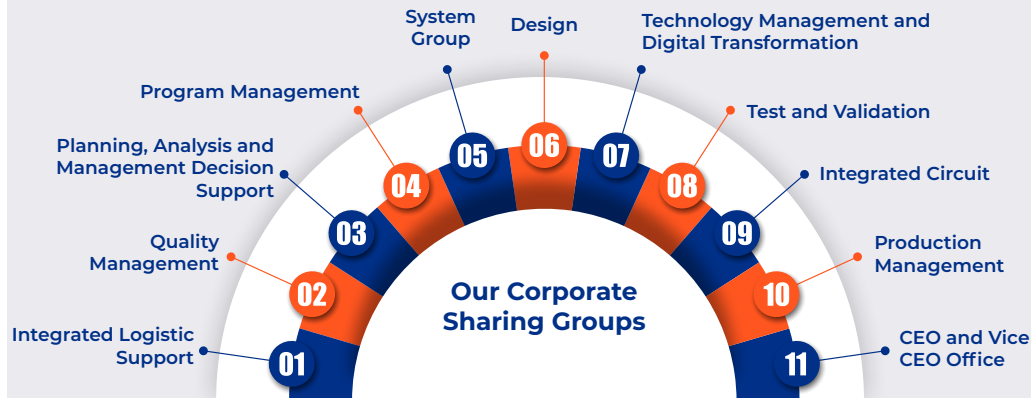 Our Corporate
Sharing Groups
01
Integrated Logistic
Support
02
Quality
Management
03
Planning, Analysis and
Management Decision
Support
04
Program Management
05
System
Group
06
Design
07
Technology Management and
Digital Transformation
08
Test and Validation
09
Integrated Circuit
10
Production
Management
11
CEO and Vice
CEO Office